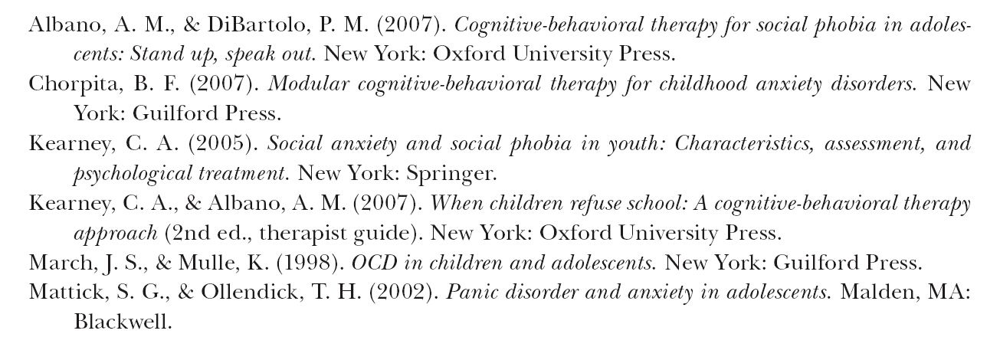 Albano, A. M., & DiBartolo, P. M. (2007). Cognitive-behavioral therapy for social phobia in adoles-
cents: Stand up, speak out. New York: Oxford University Press.
Chorpita, B. F. (2007). Modular cognitive-behavioral therapy for childhood anxiety disorders. New
York: Guilford Press.
Kearney, C. A. (2005). Social anxiety and social phobia in youth: Characteristics, assessment, and
psychological treatment. New York: Springer.
Kearney, C. A., & Albano, A. M. (2007). When children refuse school: A cognitive-behavioral therapy
approach (2nd ed., therapist guide). New York: Oxford University Press.
March, J. S., & Mulle, K. (1998). OCD in children and adolescents. New York: Guilford Press.
Mattick, S. G., & Ollendick, T. H. (2002). Panic disorder and anxiety in adolescents. Malden, MA:
Blackwell.